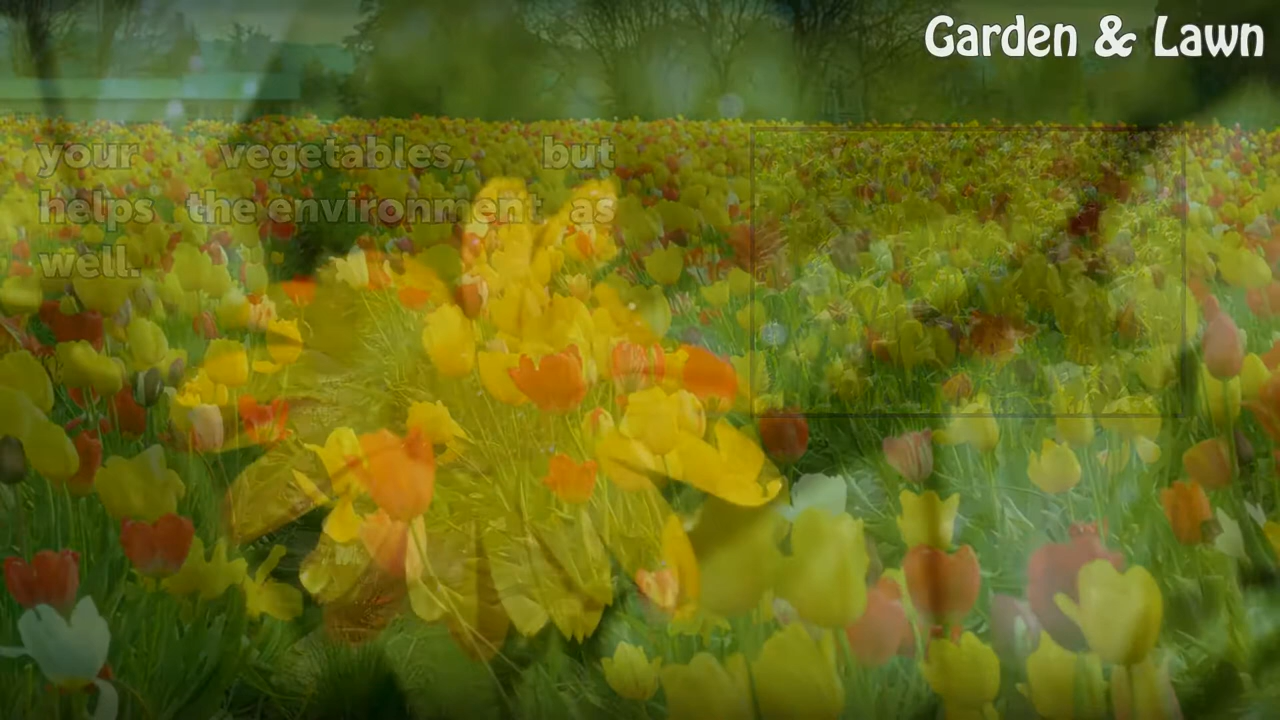 Garden & Lawn
your vegetables, but
helps the environment as
well.